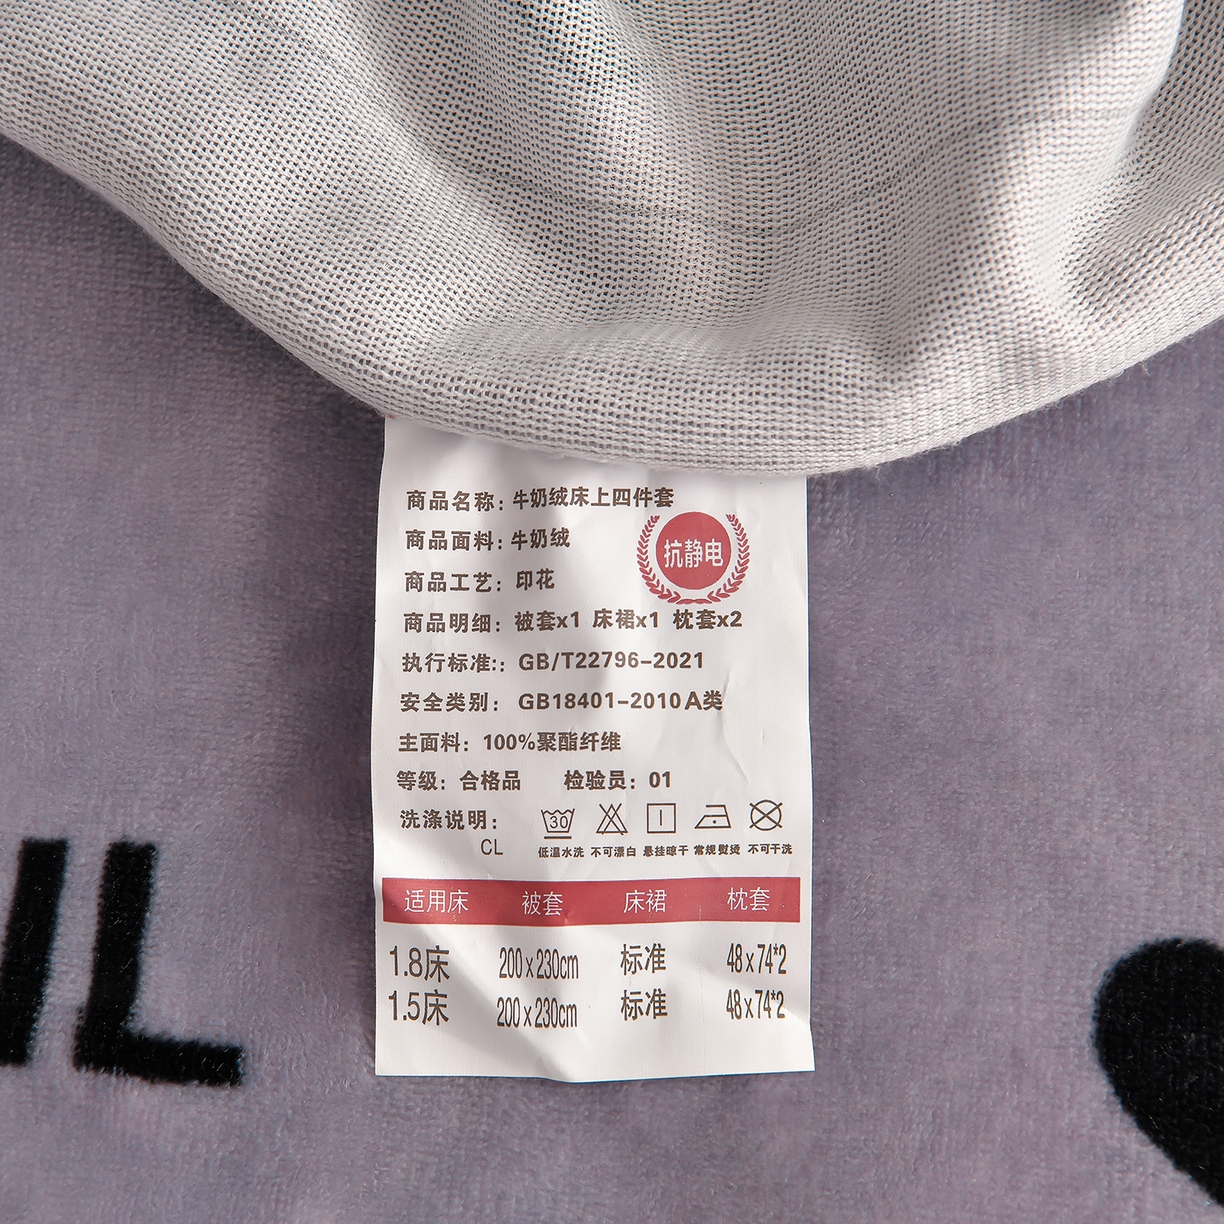 商品名称：牛奶绒床上四件套
商品面料：牛奶绒
抗静电
商品工艺：印花
商品明细：被套x1 床裙x1 枕套x2
执行标准:：GB/T22796-2021
安全类别：GB18401-2010 A类
主面料：100%聚酯纤维
等级：合格品 检验员：01
洗涤说明：
30
CL
低温水洗 不可漂白 悬挂晾干 常规熨烫 不可干洗
适用床 被套 床裙 枕套
1.8床 200x230cm 标准 48x74*2
1.5床 200x230cm 标准 48x74*2